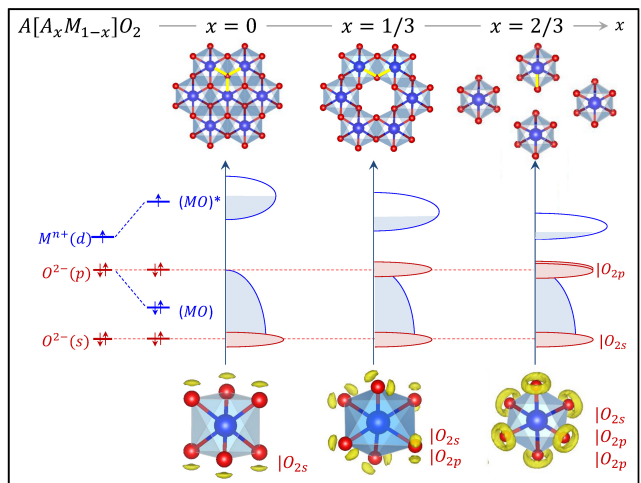 A[AₓM₁₋ₓ]O₂ x = 0 x = 1/3 x = 2/3 x
(MO)*
Mⁿ⁺(d)
O²⁻(p) |O₂ₚ
(MO)
O²⁻(s) |O₂ₛ
|O₂ₛ |O₂ₛ |O₂ₛ
|O₂ₚ |O₂ₚ
|O₂ₚ